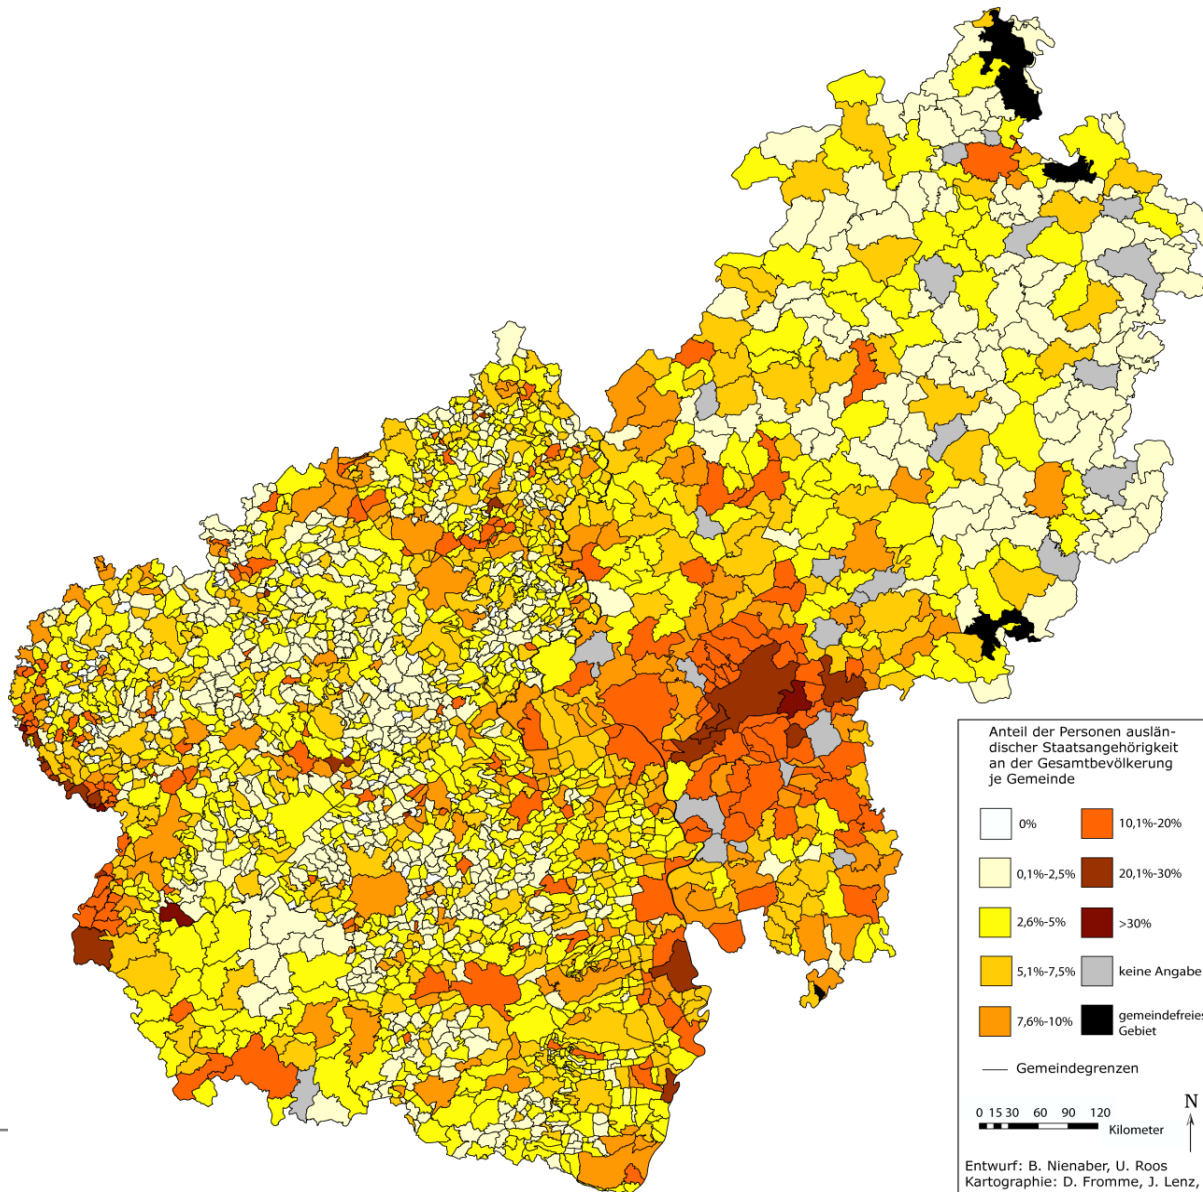 Anteil der Personen auslän-
discher Staatsangehörigkeit
an der Gesamtbevölkerung
je Gemeinde
0%
10,1%-20%
0,1%-2,5%
20,1%-30%
2,6%-5%
>30%
5,1%-7,5%
keine Angabe
7,6%-10%
gemeindefreies
Gebiet
Gemeindegrenzen
N
0 15 30 60 90 120
Kilometer
Entwurf: B. Nienaber, U. Roos
Kartographie: D. Fromme, J. Lenz,